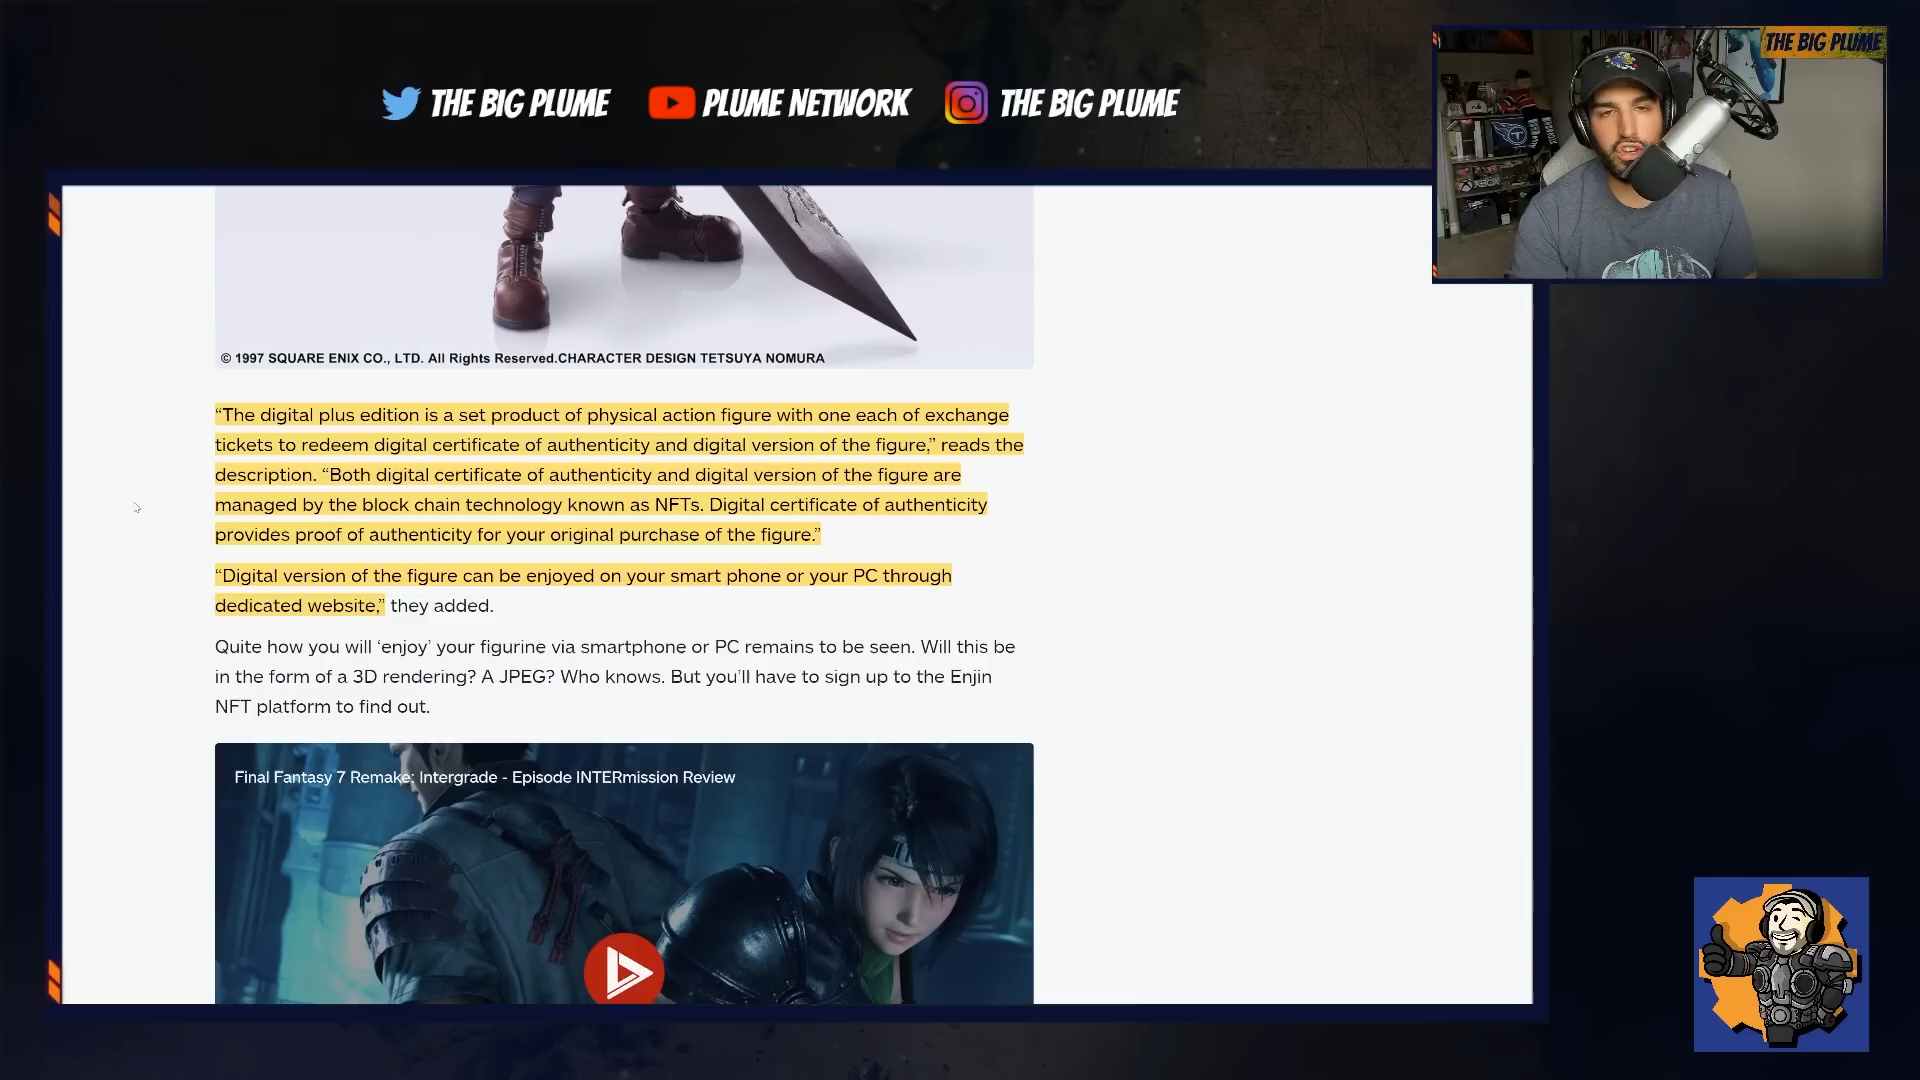 THE BIG PLUME
PLUME NETWORK
THE BIG PLUME
THE BIG PLUME
XBOX
© 1997 SQUARE ENIX CO., LTD. All Rights Reserved.CHARACTER DESIGN TETSUYA NOMURA
“The digital plus edition is a set product of physical action figure with one each of exchange
tickets to redeem digital certificate of authenticity and digital version of the figure,” reads the
description. “Both digital certificate of authenticity and digital version of the figure are
managed by the block chain technology known as NFTs. Digital certificate of authenticity
provides proof of authenticity for your original purchase of the figure.”
“Digital version of the figure can be enjoyed on your smart phone or your PC through
dedicated website,” they added.
Quite how you will ‘enjoy’ your figurine via smartphone or PC remains to be seen. Will this be
in the form of a 3D rendering? A JPEG? Who knows. But you’ll have to sign up to the Enjin
NFT platform to find out.
Final Fantasy 7 Remake: Intergrade - Episode INTERmission Review